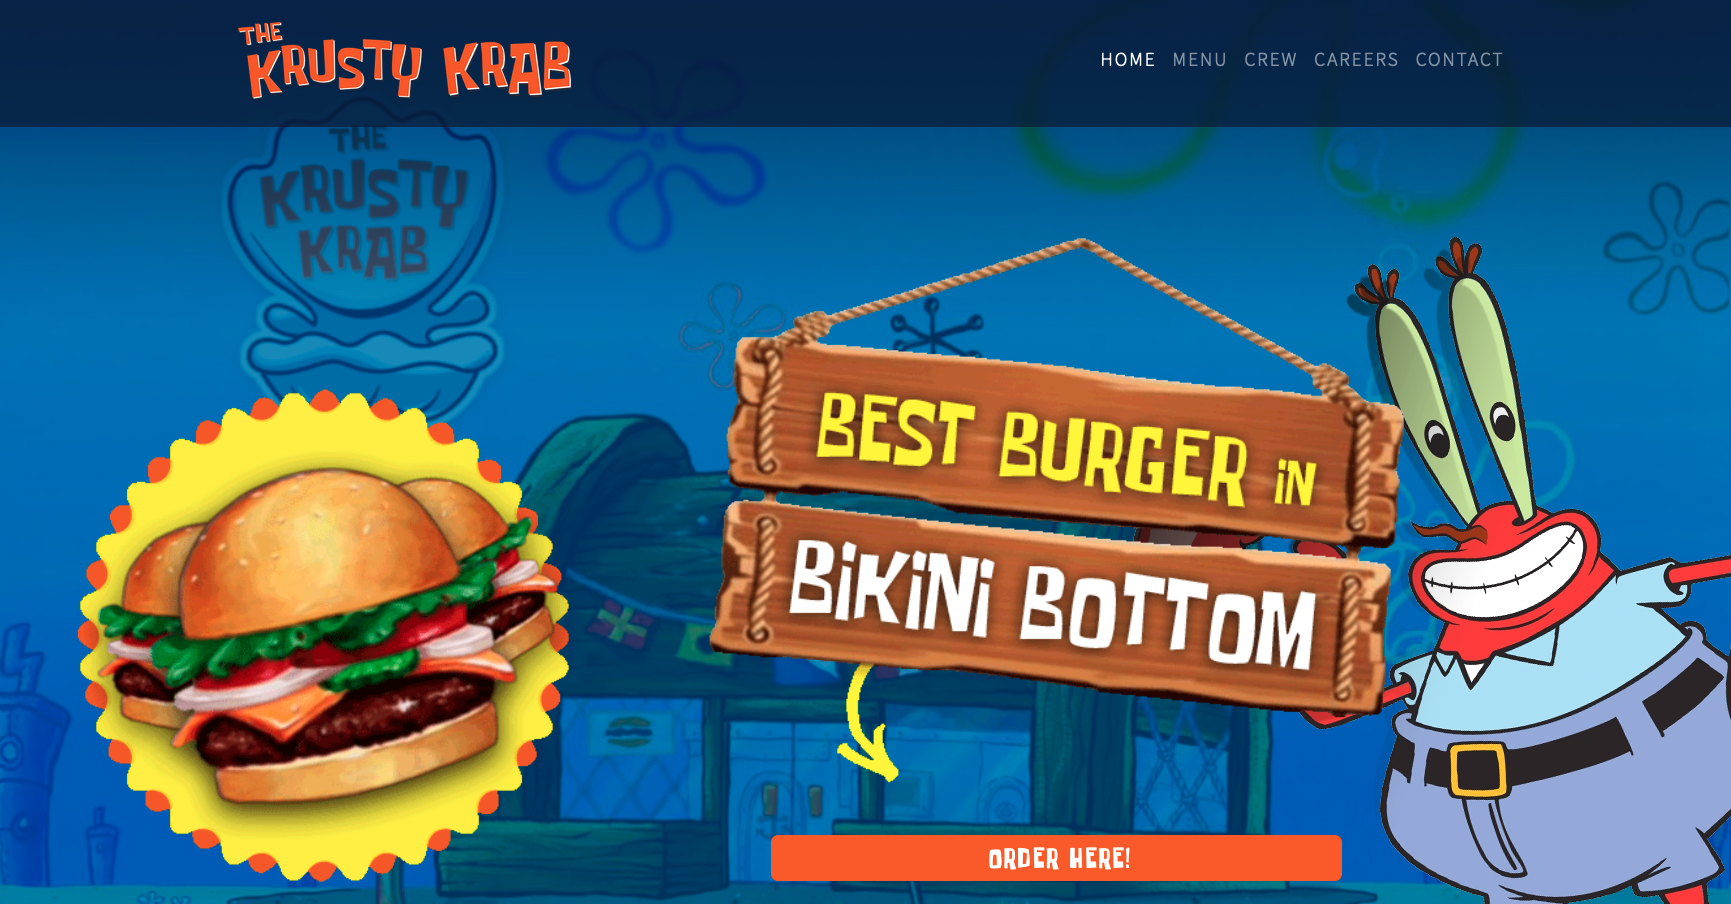 THE
KRUSTY KRAB
HOME MENU CREW CAREERS CONTACT
THE
KRUSTY
KRAB
BEST BURGER iN
BiKiNi BOTTOM
ORDER HERE!